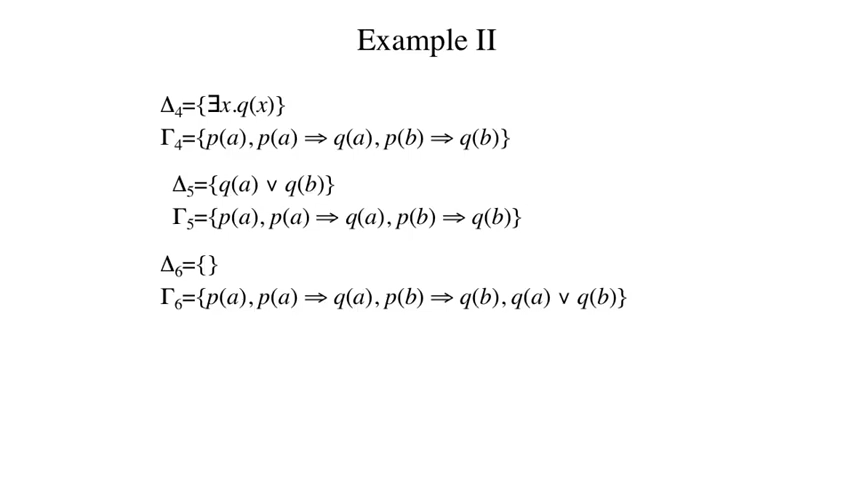 Example II
Δ₄={∃x.q(x)}
Γ₄={p(a), p(a) ⇒ q(a), p(b) ⇒ q(b)}
Δ₅={q(a) ∨ q(b)}
Γ₅={p(a), p(a) ⇒ q(a), p(b) ⇒ q(b)}
Δ₆={}
Γ₆={p(a), p(a) ⇒ q(a), p(b) ⇒ q(b), q(a) ∨ q(b)}